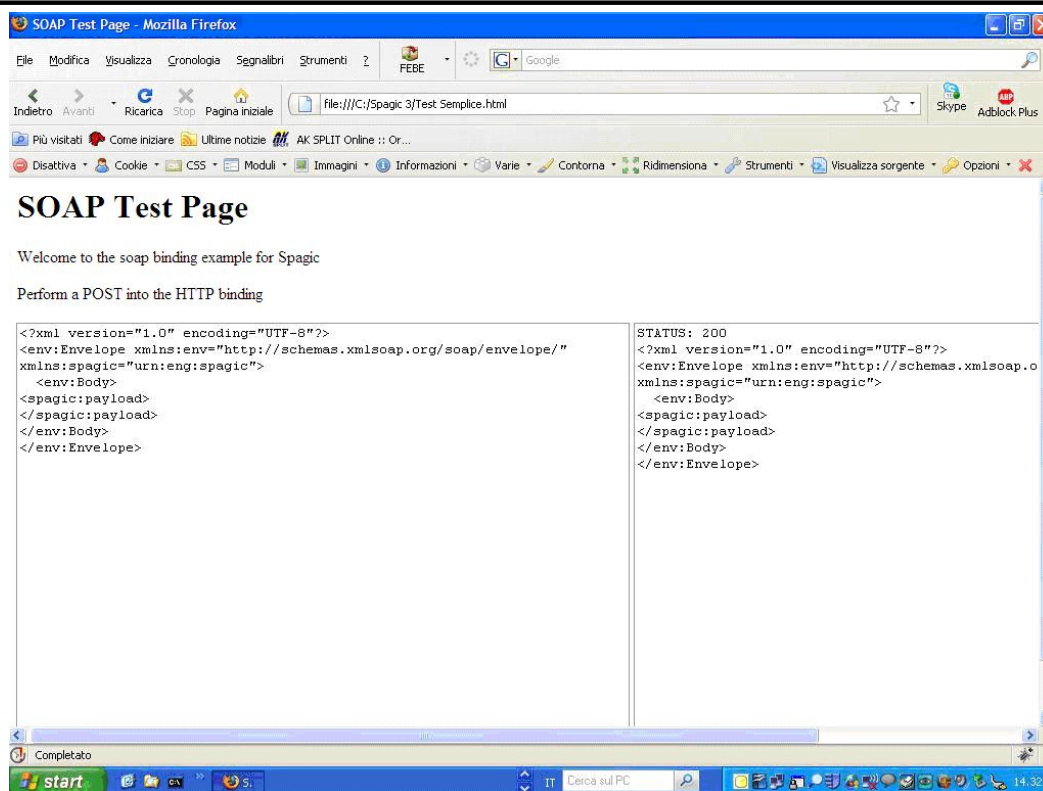 SOAP Test Page - Mozilla Firefox
File Modifica Visualizza Cronologia Segnalibri Strumenti ? FEBE Google
Indietro Avanti Ricarica Stop Pagina iniziale file:///C:/Spagic 3/Test Semplice.html Skype ABP Adblock Plus
Più visitati Come iniziare Ultime notizie AK SPLIT Online :: Or...
Disattiva Cookie CSS Moduli Immagini Informazioni Varie Contorna Ridimensiona Strumenti Visualizza sorgente Opzioni
SOAP Test Page
Welcome to the soap binding example for Spagic
Perform a POST into the HTTP binding
<?xml version="1.0" encoding="UTF-8"?>
<env:Envelope xmlns:env="http://schemas.xmlsoap.org/soap/envelope/"
xmlns:spagic="urn:eng:spagic">
<env:Body>
<spagic:payload>
</spagic:payload>
</env:Body>
</env:Envelope>
STATUS: 200
<?xml version="1.0" encoding="UTF-8"?>
<env:Envelope xmlns:env="http://schemas.xmlsoap.o
xmlns:spagic="urn:eng:spagic">
<env:Body>
<spagic:payload>
</spagic:payload>
</env:Body>
</env:Envelope>
Completato
start S. IT Cerca sul PC 14.32